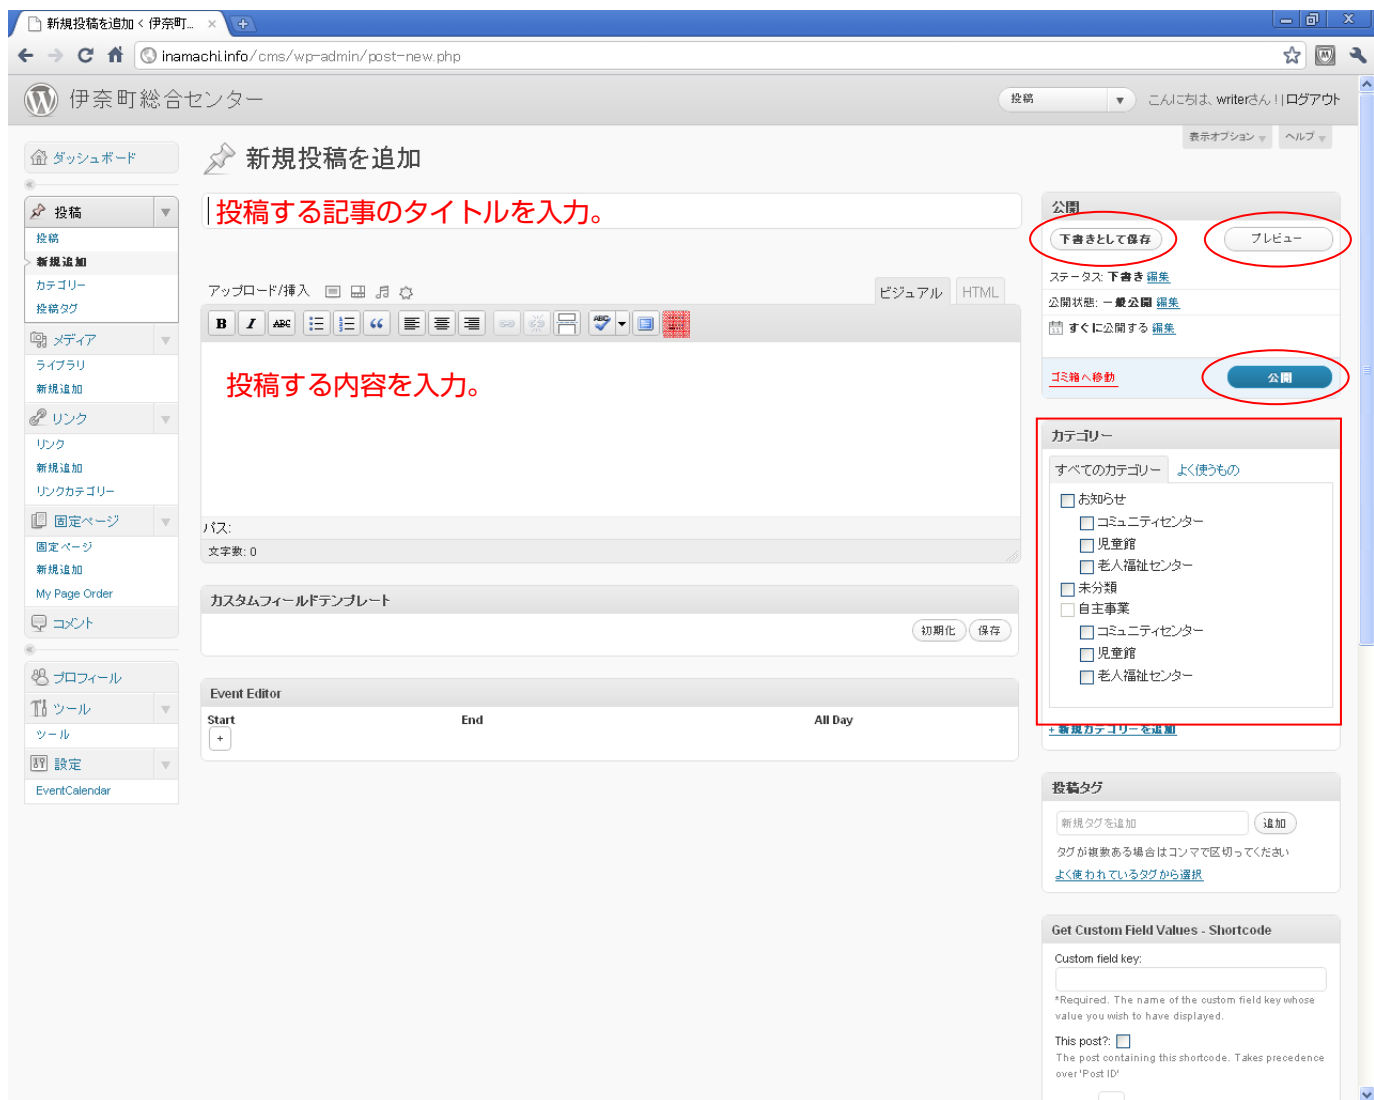 新規投稿を追加 < 伊奈町...
inamachi.info/cms/wp-admin/post-new.php
伊奈町総合センター
投稿
こんにちは、writerさん ! | ログアウト
表示オプション
ヘルプ
ダッシュボード
投稿
投稿
新規追加
カテゴリー
投稿タグ
メディア
ライブラリ
新規追加
リンク
リンク
新規追加
リンクカテゴリー
固定ページ
固定ページ
新規追加
My Page Order
コメント
プロフィール
ツール
ツール
設定
EventCalendar
新規投稿を追加
投稿する記事のタイトルを入力。
アップロード/挿入
ビジュアル
HTML
B I ABC
ABC
投稿する内容を入力。
パス:
文字数: 0
カスタムフィールドテンプレート
初期化 保存
Event Editor
Start End All Day
+
公開
下書きとして保存
プレビュー
ステータス: 下書き 編集
公開状態: 一般公開 編集
すぐに公開する 編集
ゴミ箱へ移動
公開
カテゴリー
すべてのカテゴリー
よく使うもの
お知らせ
コミュニティセンター
児童館
老人福祉センター
未分類
自主事業
コミュニティセンター
児童館
老人福祉センター
+ 新規カテゴリーを追加
投稿タグ
新規タグを追加
追加
タグが複数ある場合はコンマで区切ってください
よく使われているタグから選択
Get Custom Field Values - Shortcode
Custom field key:
*Required. The name of the custom field key whose
value you wish to have displayed.
This post?:
The post containing this shortcode. Takes precedence
over 'Post ID'